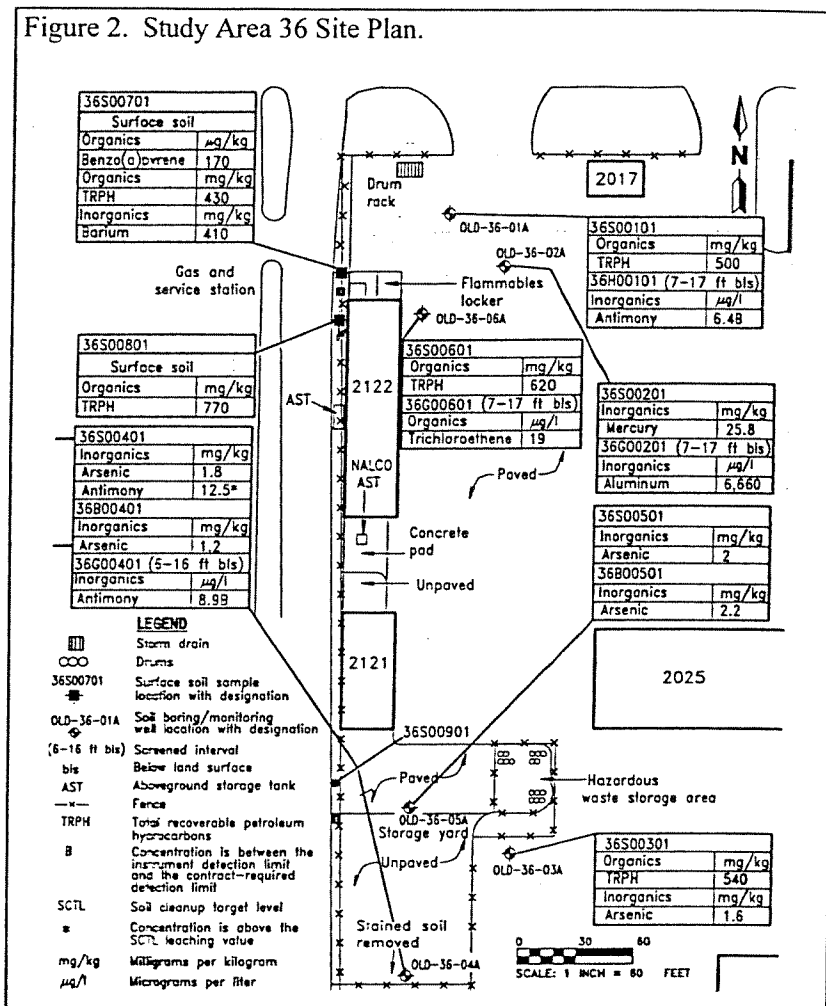 Figure 2. Study Area 36 Site Plan.
36S00701
Surface soil
Organics µg/kg
Benzo(a)pyrene 170
Organics mg/kg
TRPH 430
Inorganics mg/kg
Barium 410
Gas and
service station
36S00801
Surface soil
Organics mg/kg
TRPH 770
36S00401
Inorganics mg/kg
Arsenic 1.8
Antimony 12.5*
36B00401
Inorganics mg/kg
Arsenic 1.2
36G00401 (6-16 ft bls)
Inorganics µg/l
Antimony 8.9B
Drum
rack
2017
N
OLD-36-01A
OLD-36-02A
Flammables
locker
OLD-36-06A
36S00101
Organics mg/kg
TRPH 500
36H00101 (7-17 ft bls)
Inorganics µg/l
Antimony 6.4B
AST
2122
36S00601
Organics mg/kg
TRPH 620
36G00601 (7-17 ft bls)
Organics µg/l
Trichloroethene 19
36S00201
Inorganics mg/kg
Mercury 25.8
36G00201 (7-17 ft bls)
Inorganics µg/l
Aluminum 6,660
NALCO
AST
Paved
Concrete
pad
Unpaved
36S00501
Inorganics mg/kg
Arsenic 2
36B00501
Inorganics mg/kg
Arsenic 2.2
2121
2025
36S00901
Paved
Hazardous
waste storage area
OLD-36-05A
Storage yard
Unpaved
OLD-36-03A
36S00301
Organics mg/kg
TRPH 540
Inorganics mg/kg
Arsenic 1.6
Stained soil
removed
OLD-36-04A
0 30 60
SCALE: 1 INCH = 60 FEET
LEGEND
Storm drain
Drums
36S00701 Surface soil sample
location with designation
OLD-36-01A Soil boring/monitoring
well location with designation
(6-16 ft bls) Screened interval
bls Below land surface
AST Aboveground storage tank
Fence
TRPH Total recoverable petroleum
hydrocarbons
B Concentration is between the
instrument detection limit
and the contract-required
detection limit
SCTL Soil cleanup target level
* Concentration is above the
SCTL leaching value
mg/kg Milligrams per kilogram
µg/l Micrograms per liter